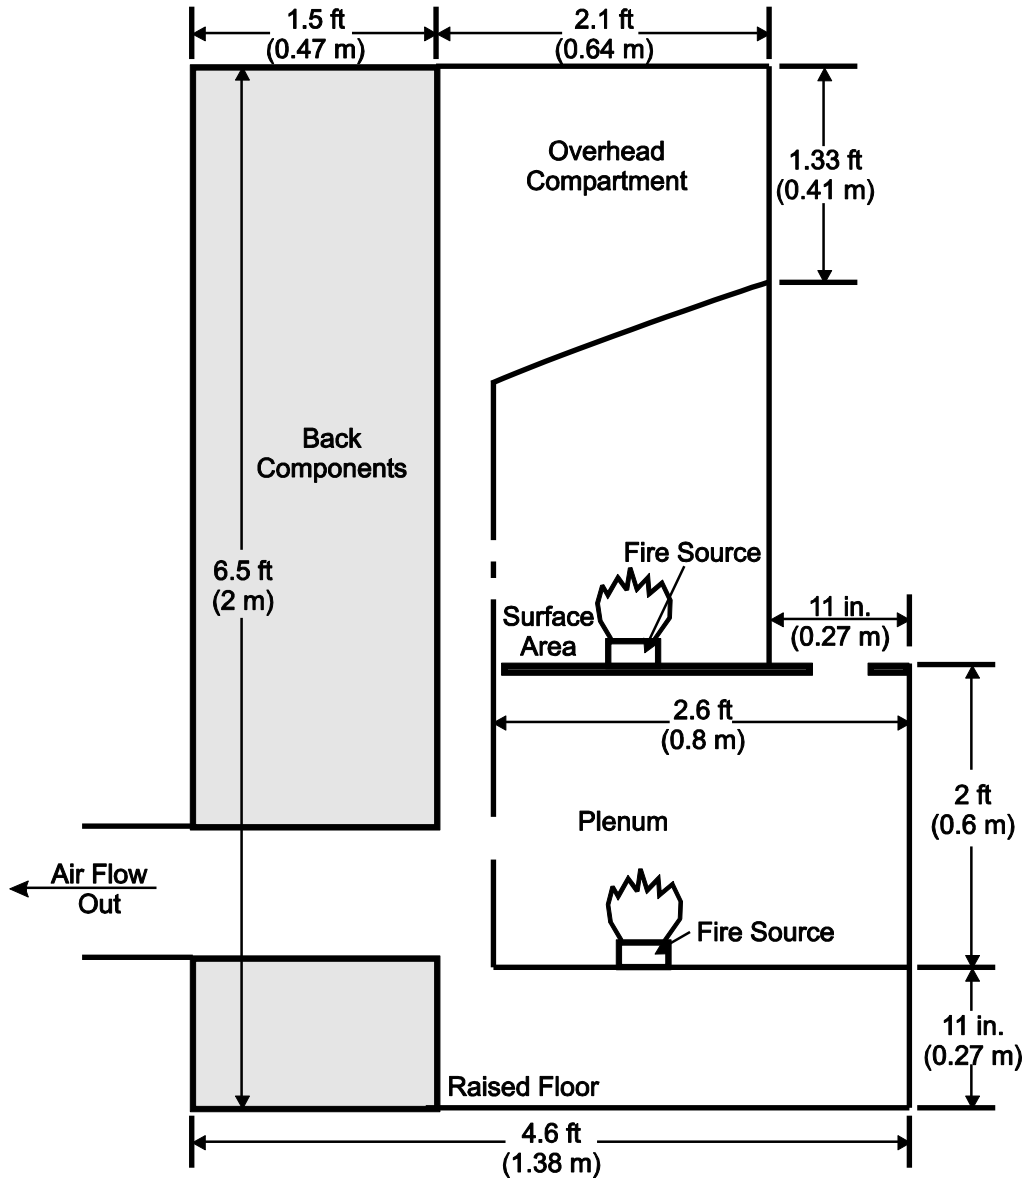 1.5 ft
(0.47 m)
2.1 ft
(0.64 m)
Overhead
Compartment
1.33 ft
(0.41 m)
Back
Components
6.5 ft
(2 m)
Fire Source
Surface
Area
11 in.
(0.27 m)
2.6 ft
(0.8 m)
2 ft
(0.6 m)
Plenum
Air Flow
Out
Fire Source
11 in.
(0.27 m)
Raised Floor
4.6 ft
(1.38 m)